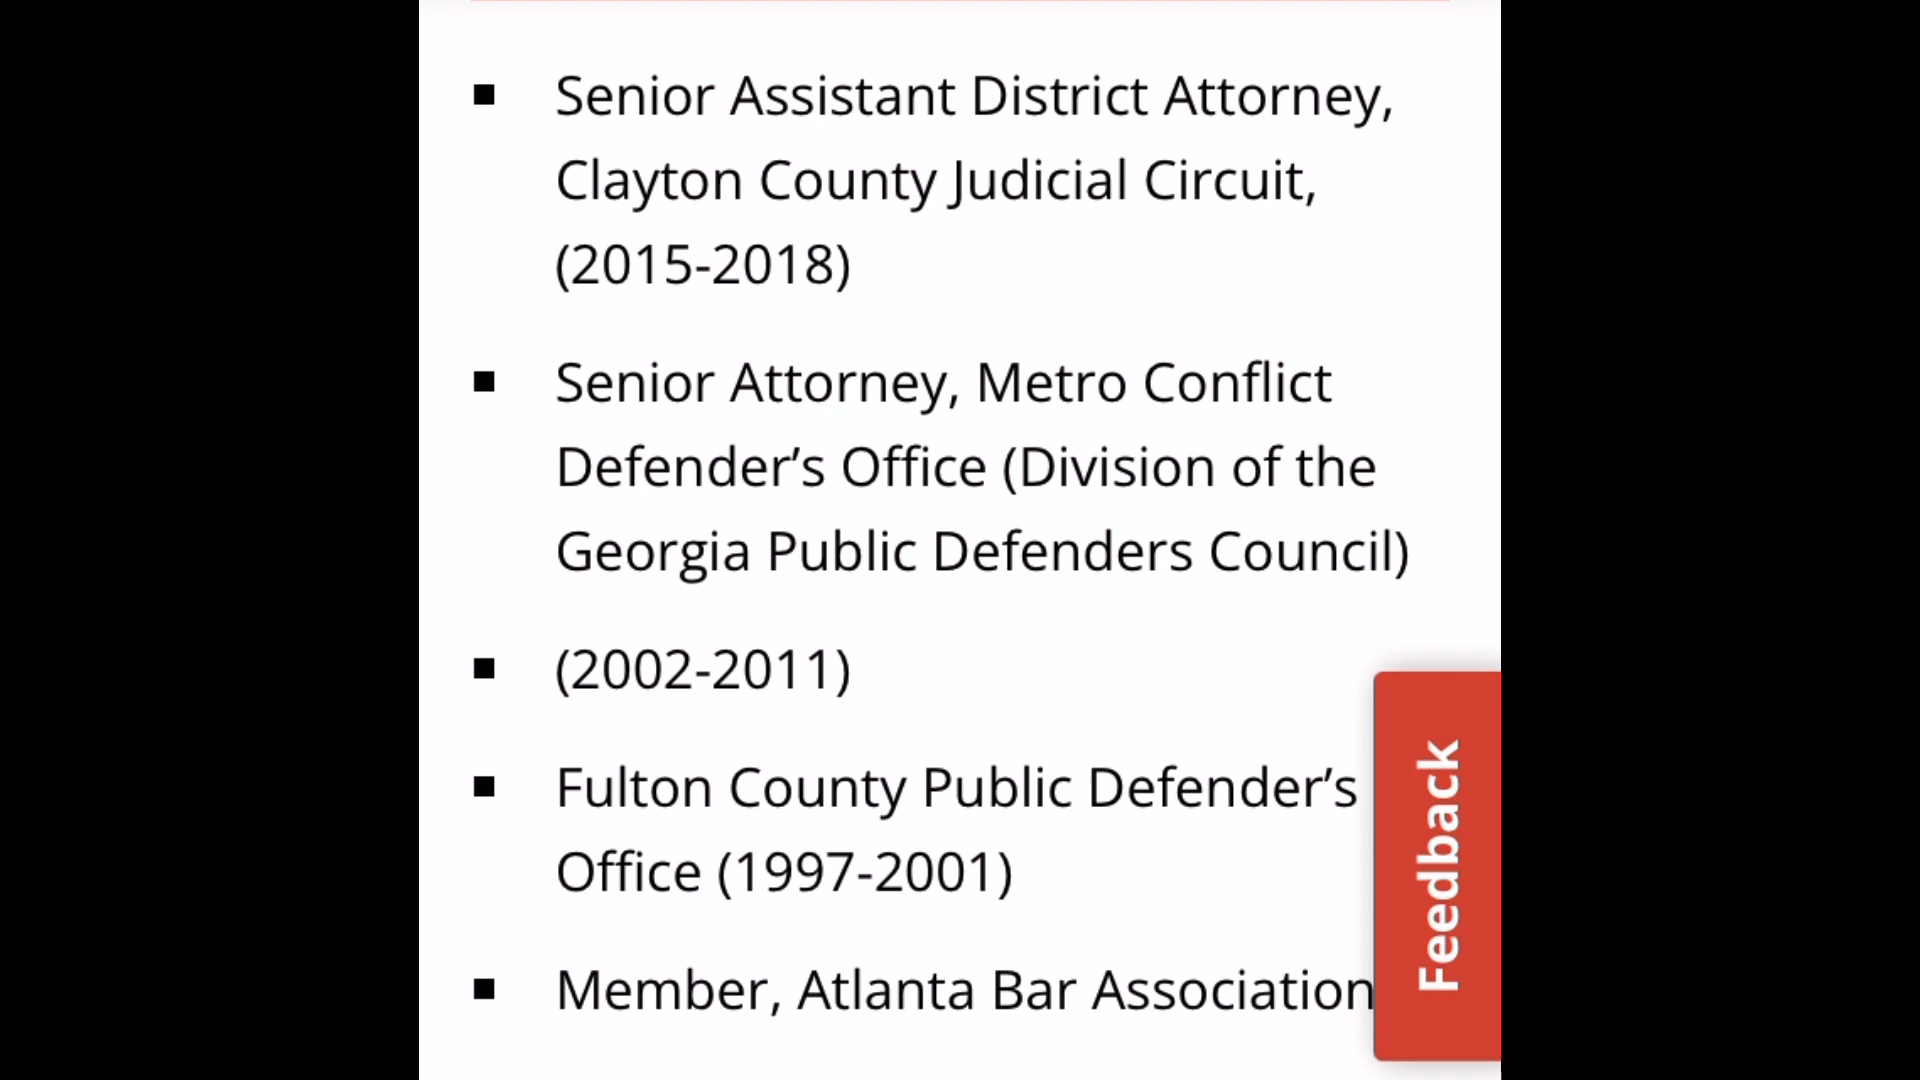 Senior Assistant District Attorney,
Clayton County Judicial Circuit,
(2015-2018)
Senior Attorney, Metro Conflict
Defender’s Office (Division of the
Georgia Public Defenders Council)
(2002-2011)
Fulton County Public Defender’s
Office (1997-2001)
Member, Atlanta Bar Association
Feedback